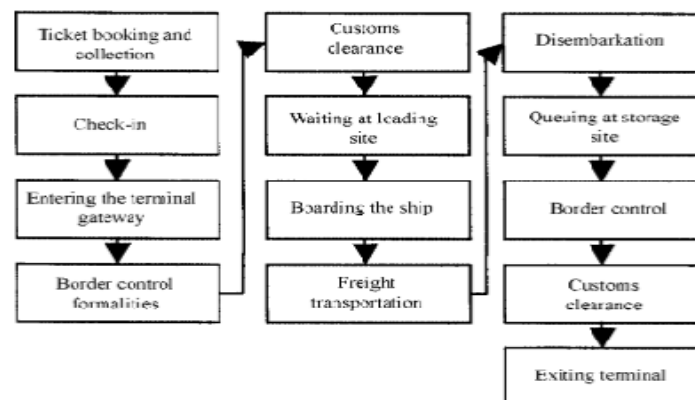 Ticket booking and
collection
Check-in
Entering the terminal
gateway
Border control
formalities
Customs
clearance
Waiting at loading
site
Boarding the ship
Freight
transportation
Disembarkation
Queuing at storage
site
Border control
Customs
clearance
Exiting terminal